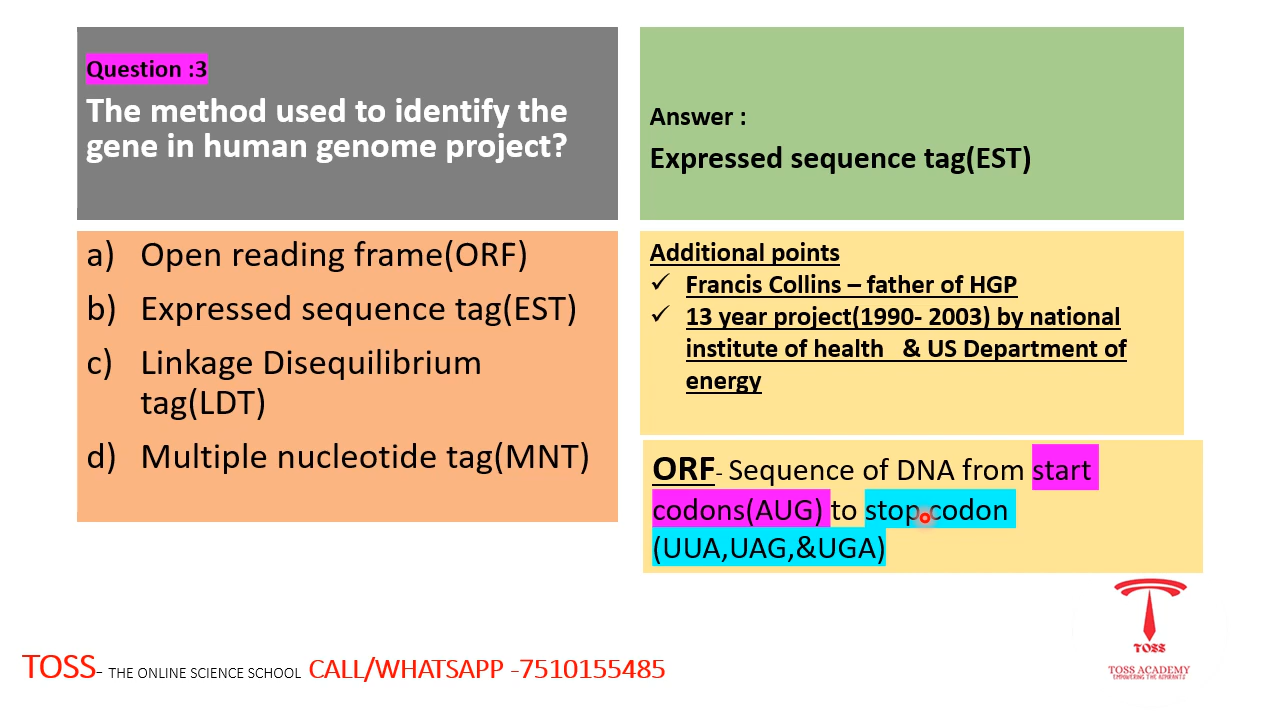 Question :3
The method used to identify the
gene in human genome project?
Answer :
Expressed sequence tag(EST)
a) Open reading frame(ORF)
b) Expressed sequence tag(EST)
c) Linkage Disequilibrium
tag(LDT)
d) Multiple nucleotide tag(MNT)
Additional points
✓ Francis Collins – father of HGP
✓ 13 year project(1990- 2003) by national
institute of health & US Department of
energy
ORF- Sequence of DNA from start
codons(AUG) to stop codon
(UUA,UAG,&UGA)
TOSS
TOSS ACADEMY
EMPOWERING THE ASPIRANTS
TOSS- THE ONLINE SCIENCE SCHOOL CALL/WHATSAPP -7510155485